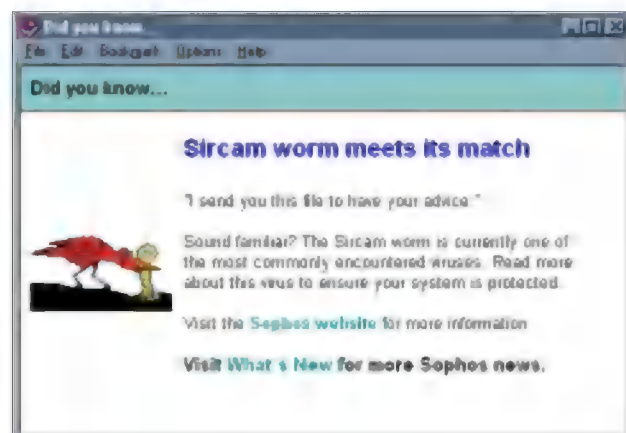 Did you know...
File Edit Bookmark Options Help
Did you know...
Sircam worm meets its match
"I send you this file to have your advice."
Sound familiar? The Sircam worm is currently one of
the most commonly encountered viruses. Read more
about this virus to ensure your system is protected.
Visit the Sophos website for more information
Visit What's New for more Sophos news.